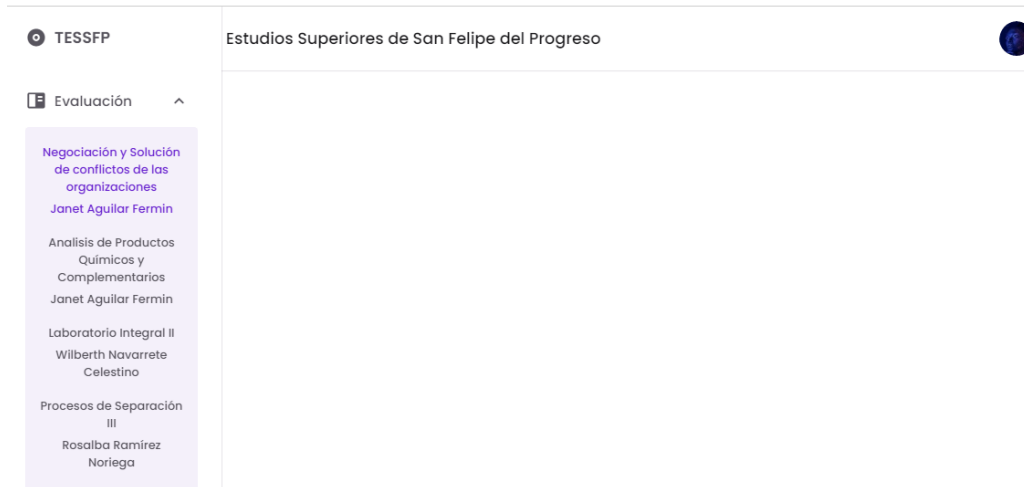 TESSFP
Estudios Superiores de San Felipe del Progreso
Evaluación
Negociación y Solución
de conflictos de las
organizaciones
Janet Aguilar Fermin
Analisis de Productos
Químicos y
Complementarios
Janet Aguilar Fermin
Laboratorio Integral II
Wilberth Navarrete
Celestino
Procesos de Separación
III
Rosalba Ramírez
Noriega